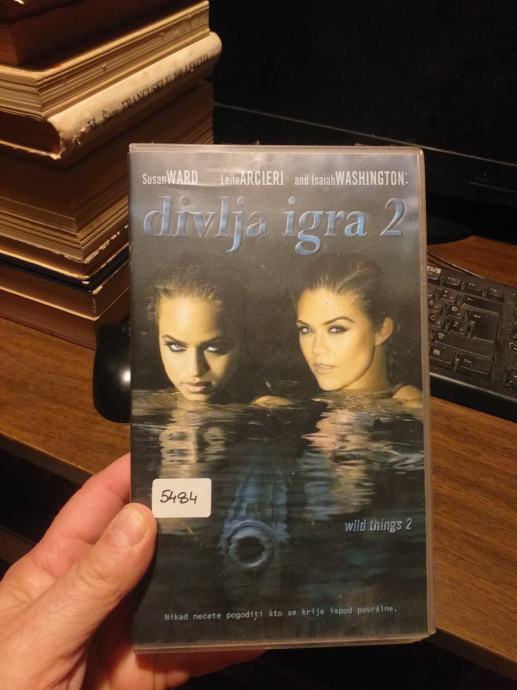 SusanWARD LeilaARCIERI and IsaiahWASHINGTON
divlja igra 2
5484
wild things 2
Nikad nećete pogoditi što se krije ispod površine.